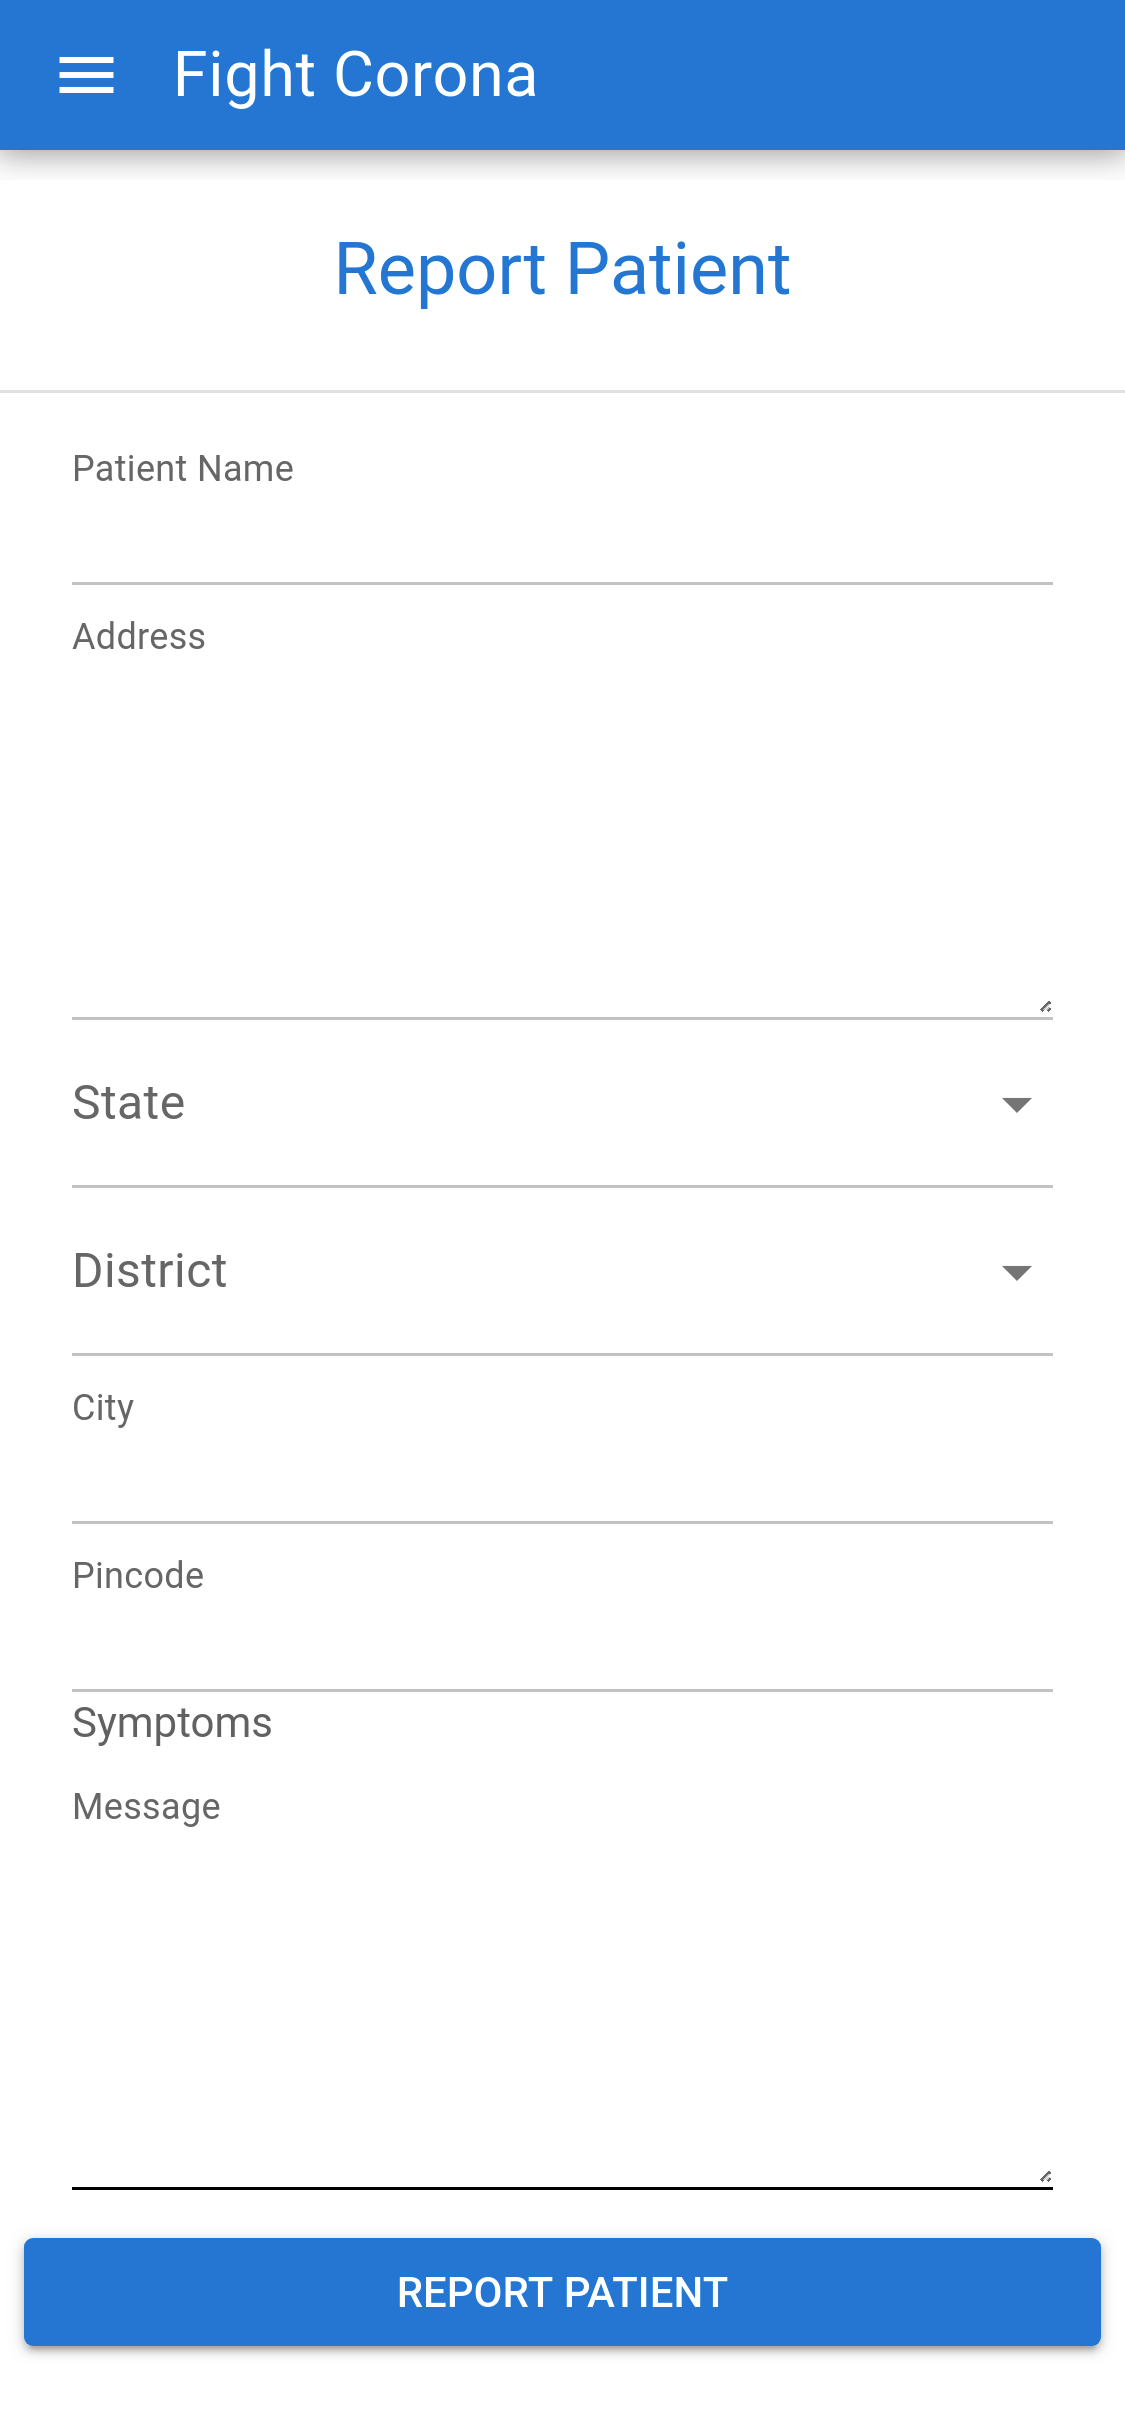 Fight Corona
Report Patient
Patient Name
Address
State
District
City
Pincode
Symptoms
Message
REPORT PATIENT